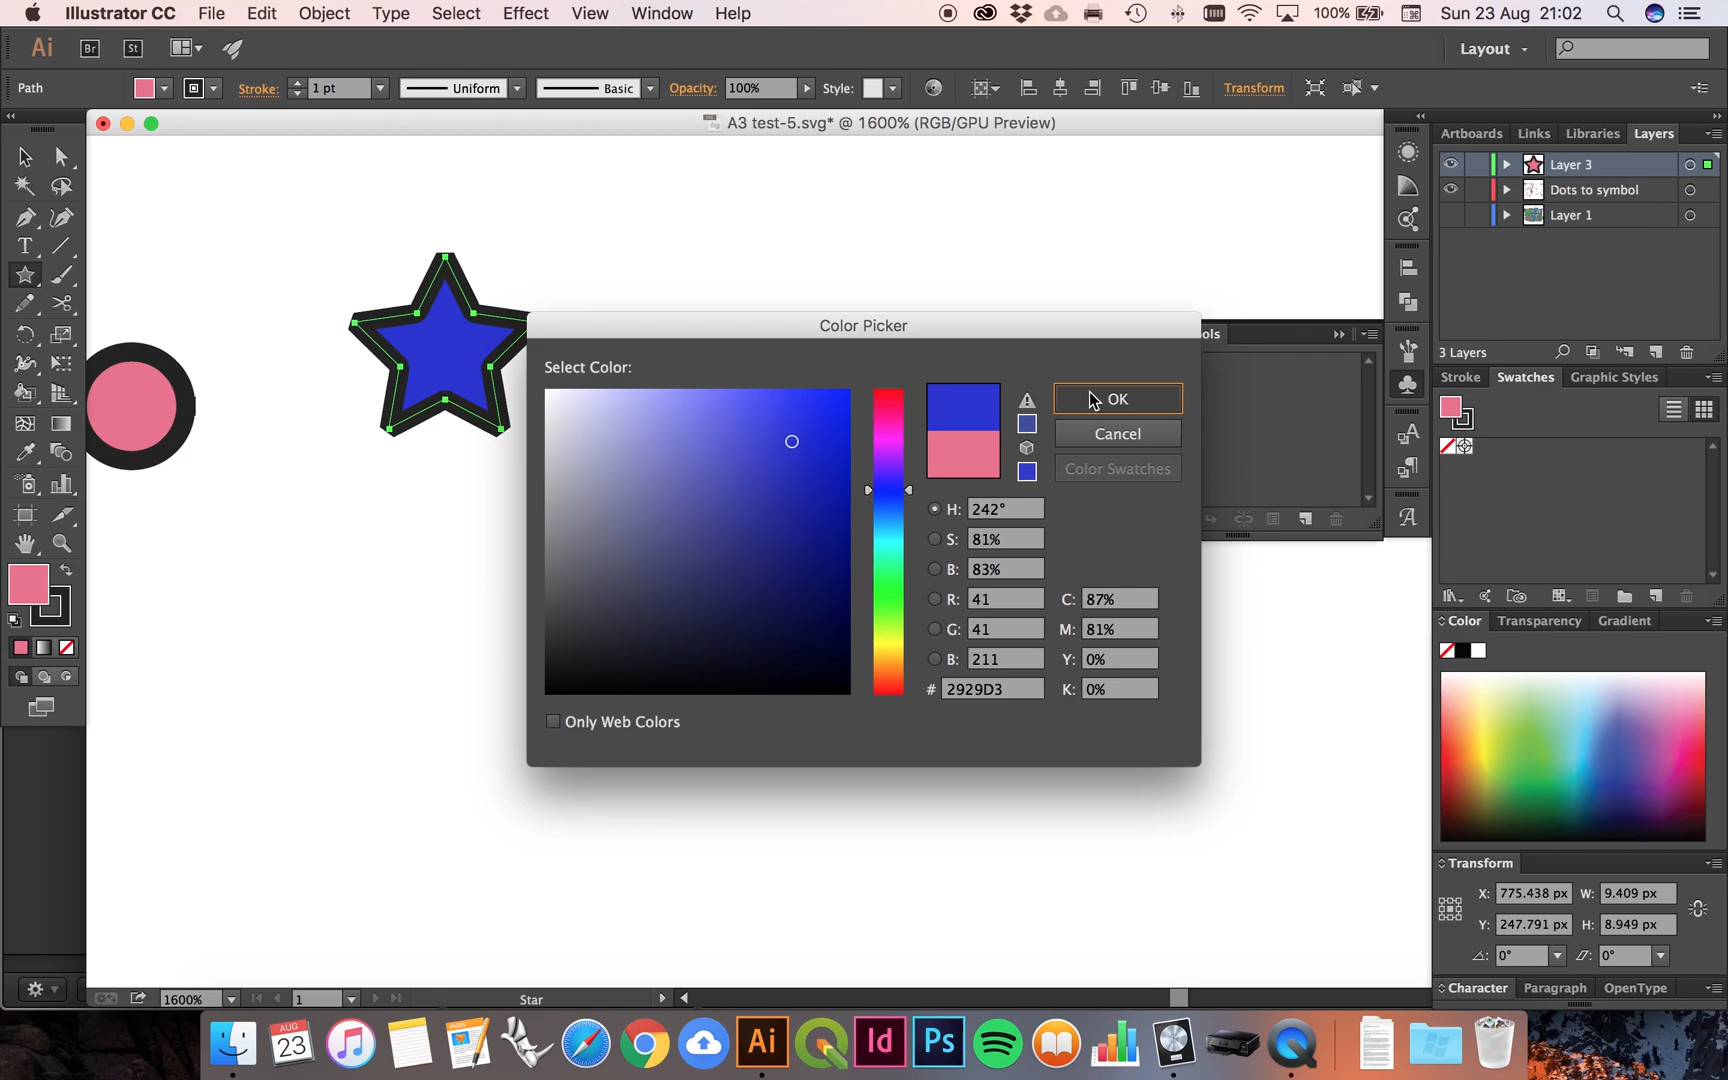 Illustrator CC File Edit Object Type Select Effect View Window Help 100% Sun 23 Aug 21:02
Ai Br St Layout
Path Stroke: 1 pt Uniform Basic Opacity: 100% Style: Transform
A3 test-5.svg* @ 1600% (RGB/GPU Preview)
Artboards Links Libraries Layers
Layer 3
Dots to symbol
Layer 1
3 Layers
ols
Color Picker
Select Color:
OK
Cancel
Color Swatches
H: 242°
S: 81%
B: 83%
R: 41 C: 87%
G: 41 M: 81%
B: 211 Y: 0%
# 2929D3 K: 0%
Only Web Colors
Stroke Swatches Graphic Styles
Color Transparency Gradient
Transform
X: 775.438 px W: 9.409 px
Y: 247.791 px H: 8.949 px
0° 0°
Character Paragraph OpenType
1600% 1 Star
AUG
23
Ai Id Ps